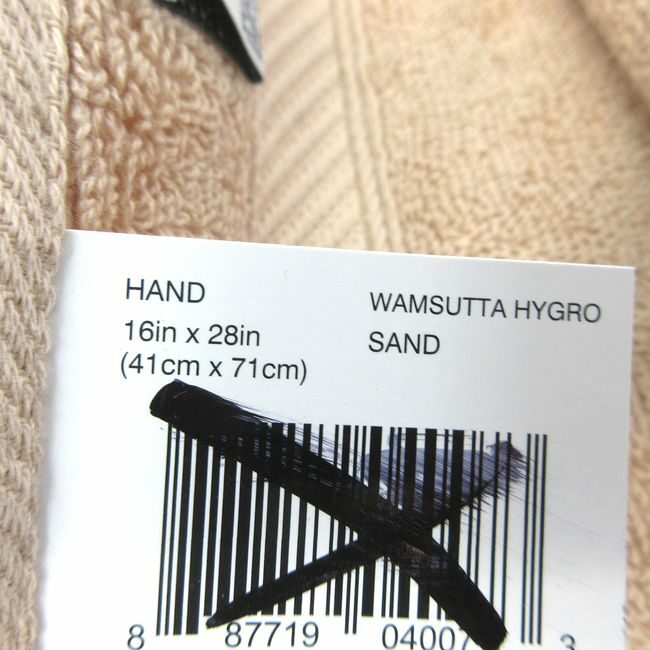 HAND
16in x 28in
(41cm x 71cm)
WAMSUTTA HYGRO
SAND
8 87719 04007 3